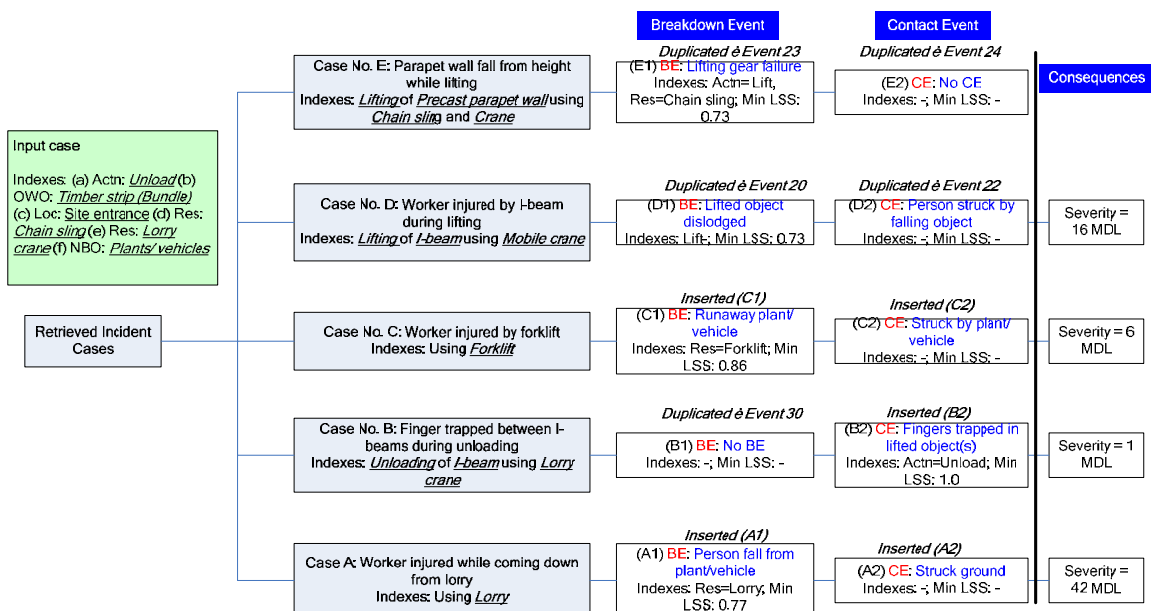 Breakdown Event
Contact Event
Consequences
Input case
Indexes: (a) Actn: Unload (b)
OWO: Timber strip (Bundle)
(c) Loc: Site entrance (d) Res:
Chain sling (e) Res: Lorry
crane (f) NBO: Plants/ vehicles
Retrieved Incident
Cases
Case No. E: Parapet wall fall from height
while lifting
Indexes: Lifting of Precast parapet wall using
Chain sling and Crane
Duplicated è Event 23
(E1) BE: Lifting gear failure
Indexes: Actn= Lift,
Res=Chain sling; Min LSS:
0.73
Duplicated è Event 24
(E2) CE: No CE
Indexes: -; Min LSS: -
Case No. D: Worker injured by I-beam
during lifting
Indexes: Lifting of I-beam using Mobile crane
Duplicated è Event 20
(D1) BE: Lifted object
dislodged
Indexes: Lift-; Min LSS: 0.73
Duplicated è Event 22
(D2) CE: Person struck by
falling object
Indexes: -; Min LSS: -
Severity =
16 MDL
Case No. C: Worker injured by forklift
Indexes: Using Forklift
Inserted (C1)
(C1) BE: Runaway plant/
vehicle
Indexes: Res=Forklift; Min
LSS: 0.86
Inserted (C2)
(C2) CE: Struck by plant/
vehicle
Indexes: -; Min LSS: -
Severity = 6
MDL
Case No. B: Finger trapped between I-
beams during unloading
Indexes: Unloading of I-beam using Lorry
crane
Duplicated è Event 30
(B1) BE: No BE
Indexes: -; Min LSS: -
Inserted (B2)
(B2) CE: Fingers trapped in
lifted object(s)
Indexes: Actn=Unload; Min
LSS: 1.0
Severity = 1
MDL
Case A: Worker injured while coming down
from lorry
Indexes: Using Lorry
Inserted (A1)
(A1) BE: Person fall from
plant/vehicle
Indexes: Res=Lorry; Min
LSS: 0.77
Inserted (A2)
(A2) CE: Struck ground
Indexes: -; Min LSS: -
Severity =
42 MDL